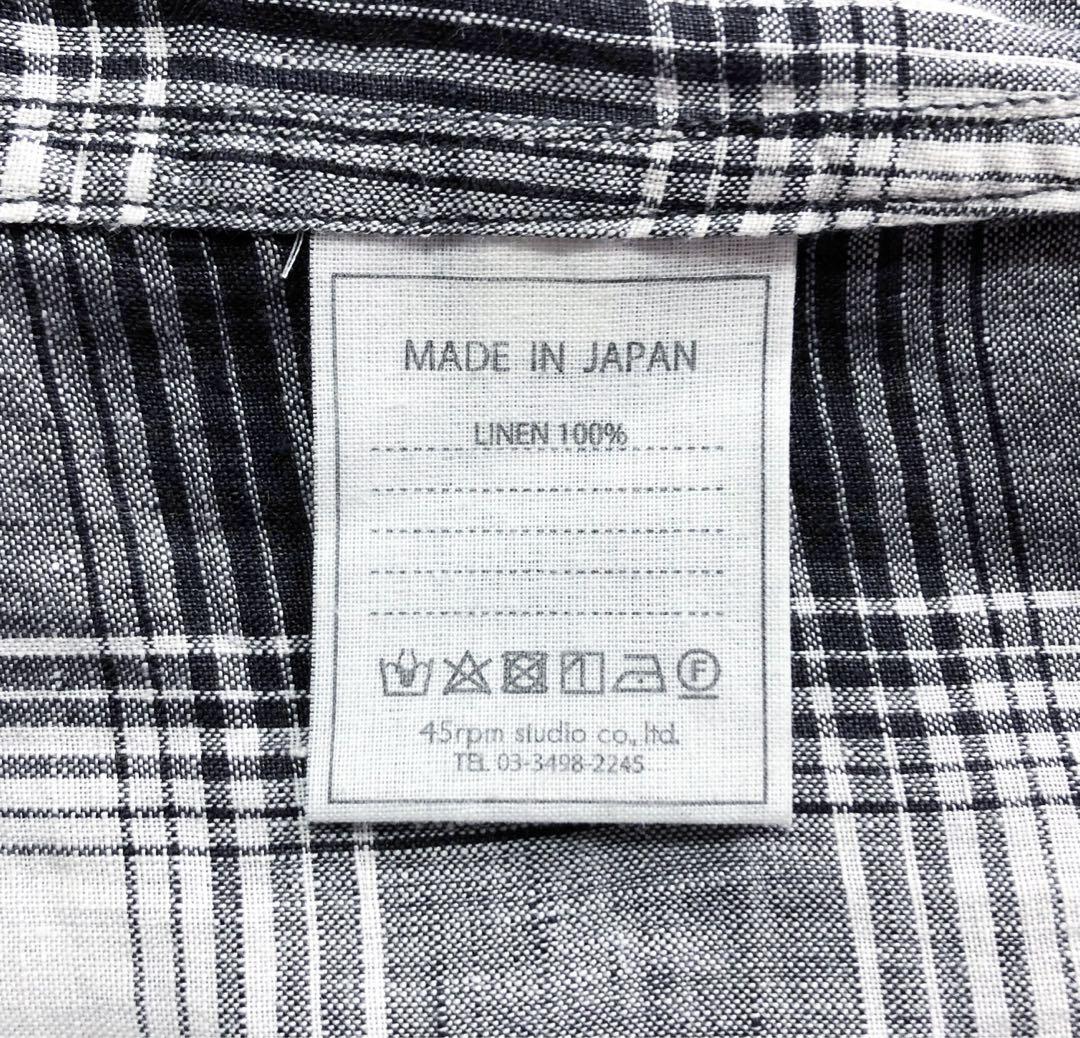 MADE IN JAPAN
LINEN 100%
F
45rpm studio co., ltd.
TEL 03-3498-2245